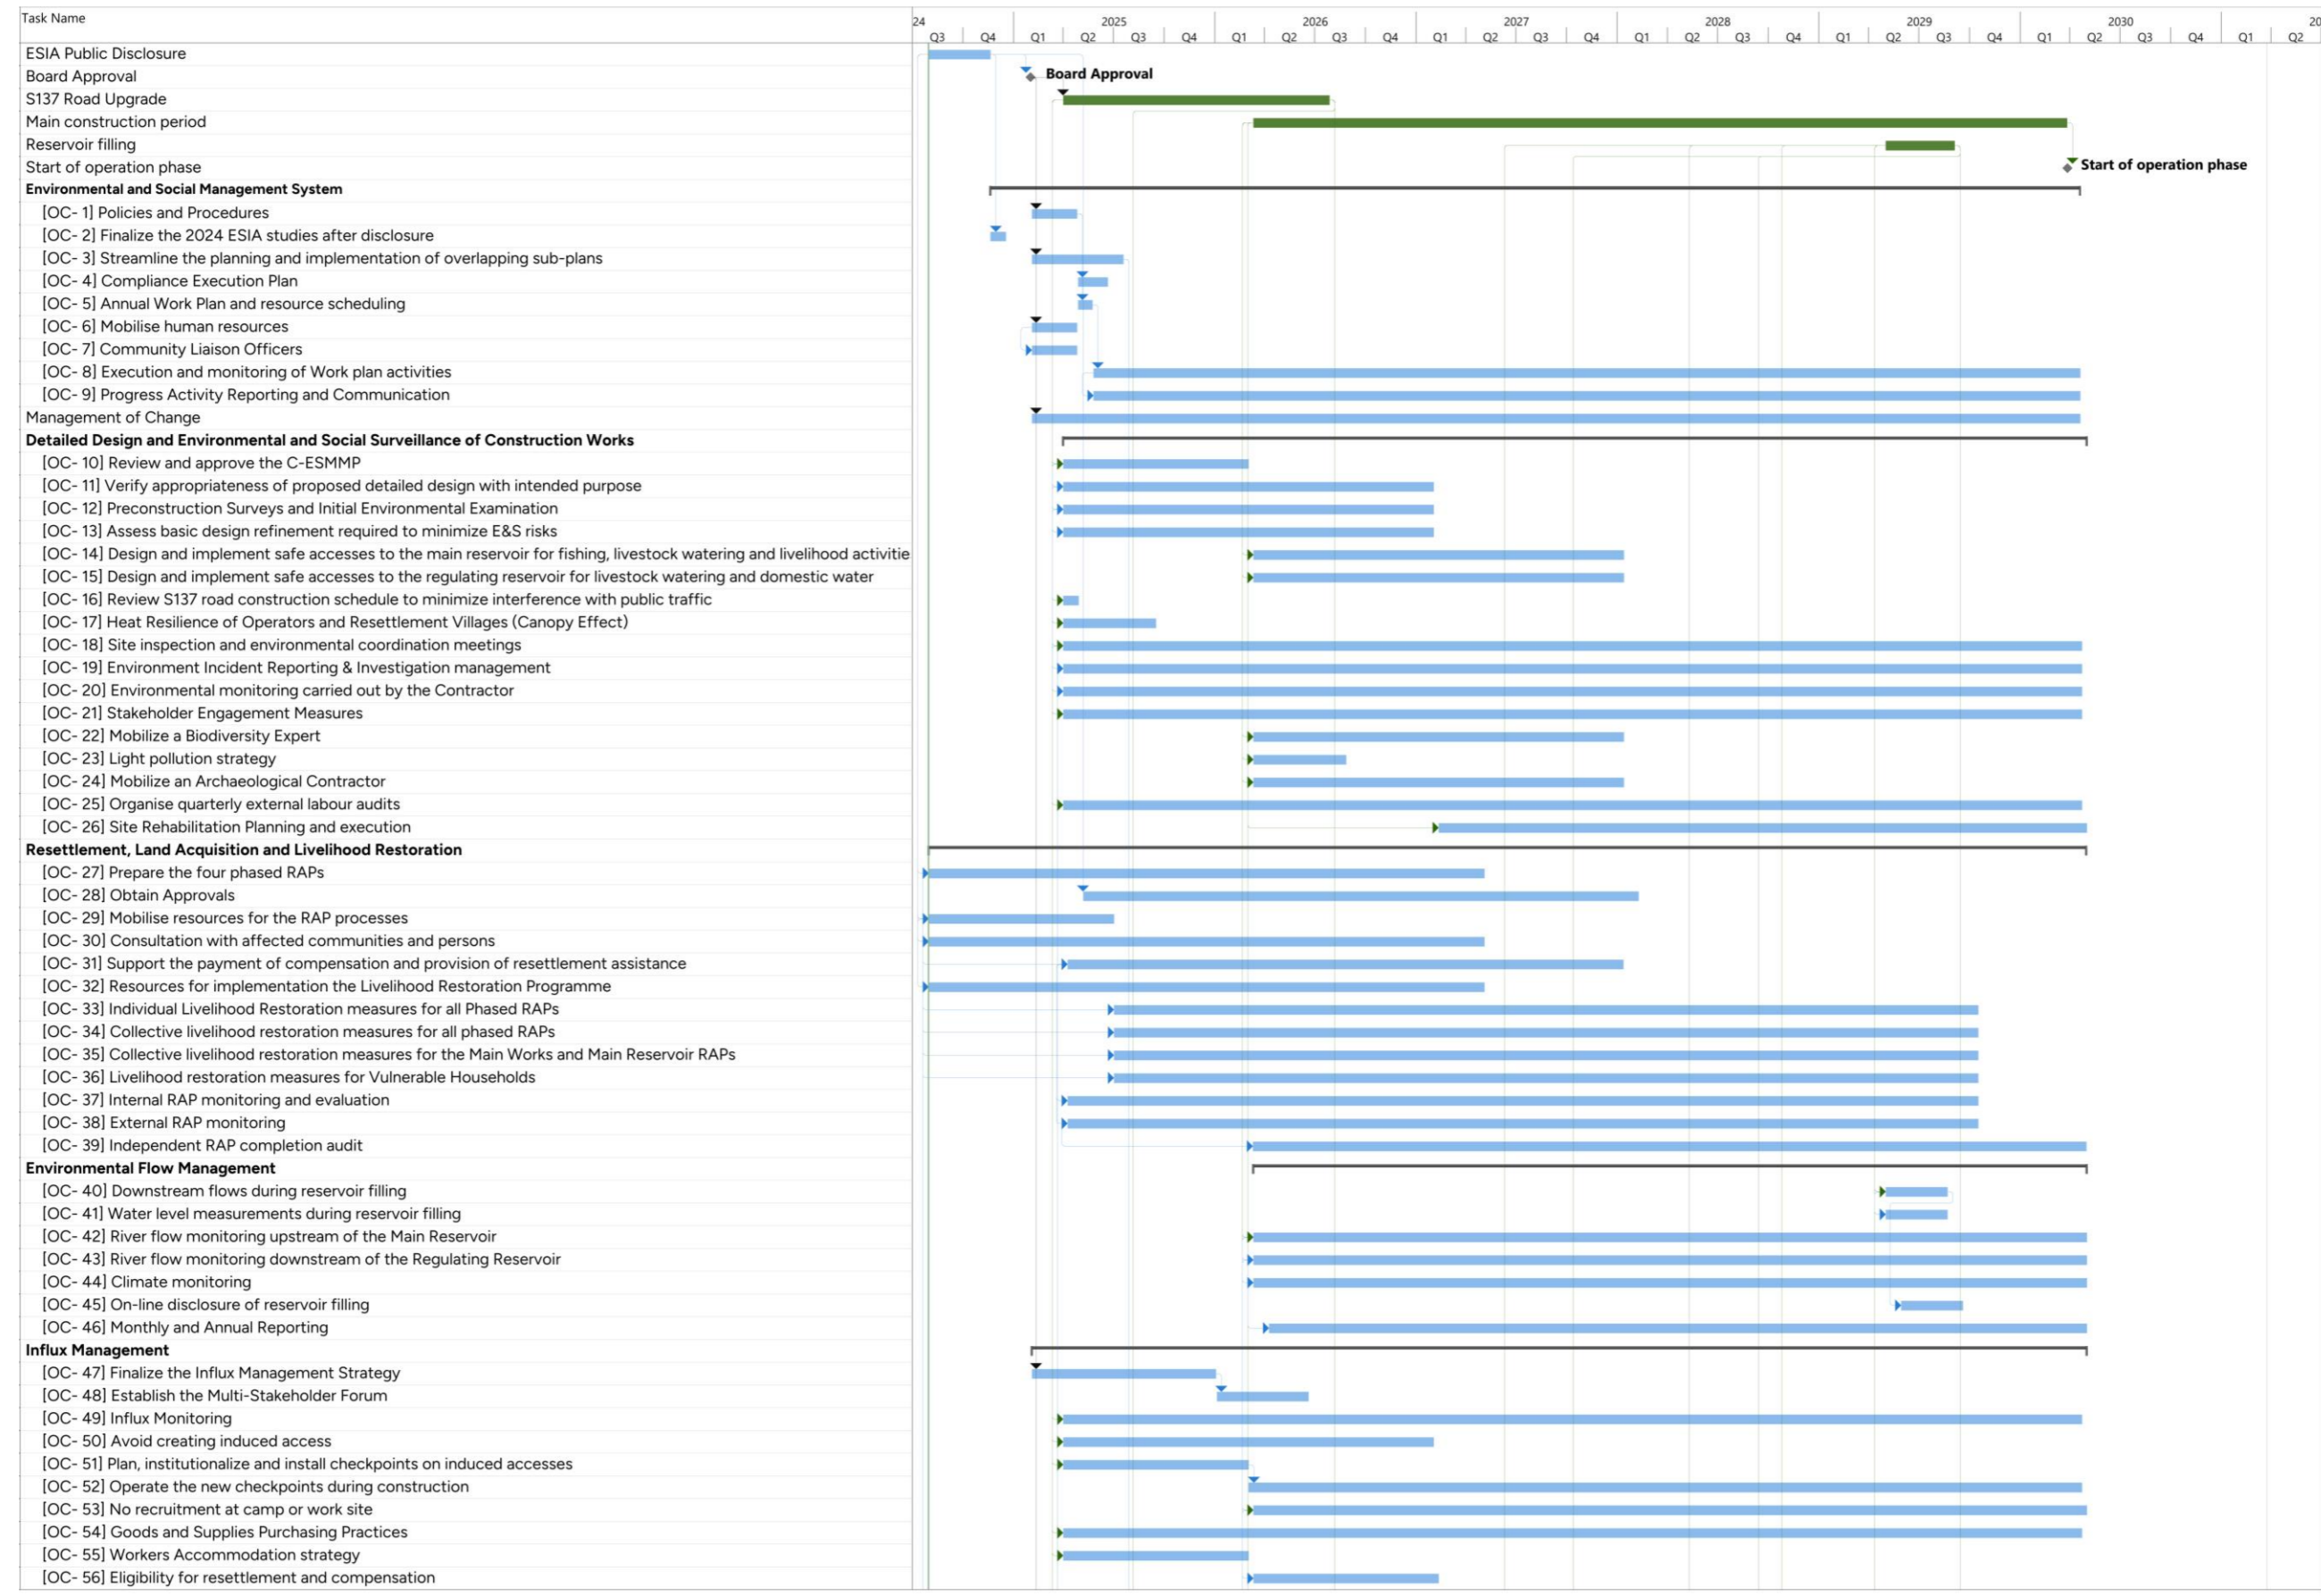 Task Name
24 2025 2026 2027 2028 2029 2030 20
Q3 Q4 Q1 Q2 Q3 Q4 Q1 Q2 Q3 Q4 Q1 Q2 Q3 Q4 Q1 Q2 Q3 Q4 Q1 Q2 Q3 Q4 Q1 Q2 Q3 Q4 Q1 Q2
ESIA Public Disclosure
Board Approval Board Approval
S137 Road Upgrade
Main construction period
Reservoir filling
Start of operation phase Start of operation phase
Environmental and Social Management System
[OC- 1] Policies and Procedures
[OC- 2] Finalize the 2024 ESIA studies after disclosure
[OC- 3] Streamline the planning and implementation of overlapping sub-plans
[OC- 4] Compliance Execution Plan
[OC- 5] Annual Work Plan and resource scheduling
[OC- 6] Mobilise human resources
[OC- 7] Community Liaison Officers
[OC- 8] Execution and monitoring of Work plan activities
[OC- 9] Progress Activity Reporting and Communication
Management of Change
Detailed Design and Environmental and Social Surveillance of Construction Works
[OC- 10] Review and approve the C-ESMMP
[OC- 11] Verify appropriateness of proposed detailed design with intended purpose
[OC- 12] Preconstruction Surveys and Initial Environmental Examination
[OC- 13] Assess basic design refinement required to minimize E&S risks
[OC- 14] Design and implement safe accesses to the main reservoir for fishing, livestock watering and livelihood activitie
[OC- 15] Design and implement safe accesses to the regulating reservoir for livestock watering and domestic water
[OC- 16] Review S137 road construction schedule to minimize interference with public traffic
[OC- 17] Heat Resilience of Operators and Resettlement Villages (Canopy Effect)
[OC- 18] Site inspection and environmental coordination meetings
[OC- 19] Environment Incident Reporting & Investigation management
[OC- 20] Environmental monitoring carried out by the Contractor
[OC- 21] Stakeholder Engagement Measures
[OC- 22] Mobilize a Biodiversity Expert
[OC- 23] Light pollution strategy
[OC- 24] Mobilize an Archaeological Contractor
[OC- 25] Organise quarterly external labour audits
[OC- 26] Site Rehabilitation Planning and execution
Resettlement, Land Acquisition and Livelihood Restoration
[OC- 27] Prepare the four phased RAPs
[OC- 28] Obtain Approvals
[OC- 29] Mobilise resources for the RAP processes
[OC- 30] Consultation with affected communities and persons
[OC- 31] Support the payment of compensation and provision of resettlement assistance
[OC- 32] Resources for implementation the Livelihood Restoration Programme
[OC- 33] Individual Livelihood Restoration measures for all Phased RAPs
[OC- 34] Collective livelihood restoration measures for all phased RAPs
[OC- 35] Collective livelihood restoration measures for the Main Works and Main Reservoir RAPs
[OC- 36] Livelihood restoration measures for Vulnerable Households
[OC- 37] Internal RAP monitoring and evaluation
[OC- 38] External RAP monitoring
[OC- 39] Independent RAP completion audit
Environmental Flow Management
[OC- 40] Downstream flows during reservoir filling
[OC- 41] Water level measurements during reservoir filling
[OC- 42] River flow monitoring upstream of the Main Reservoir
[OC- 43] River flow monitoring downstream of the Regulating Reservoir
[OC- 44] Climate monitoring
[OC- 45] On-line disclosure of reservoir filling
[OC- 46] Monthly and Annual Reporting
Influx Management
[OC- 47] Finalize the Influx Management Strategy
[OC- 48] Establish the Multi-Stakeholder Forum
[OC- 49] Influx Monitoring
[OC- 50] Avoid creating induced access
[OC- 51] Plan, institutionalize and install checkpoints on induced accesses
[OC- 52] Operate the new checkpoints during construction
[OC- 53] No recruitment at camp or work site
[OC- 54] Goods and Supplies Purchasing Practices
[OC- 55] Workers Accommodation strategy
[OC- 56] Eligibility for resettlement and compensation